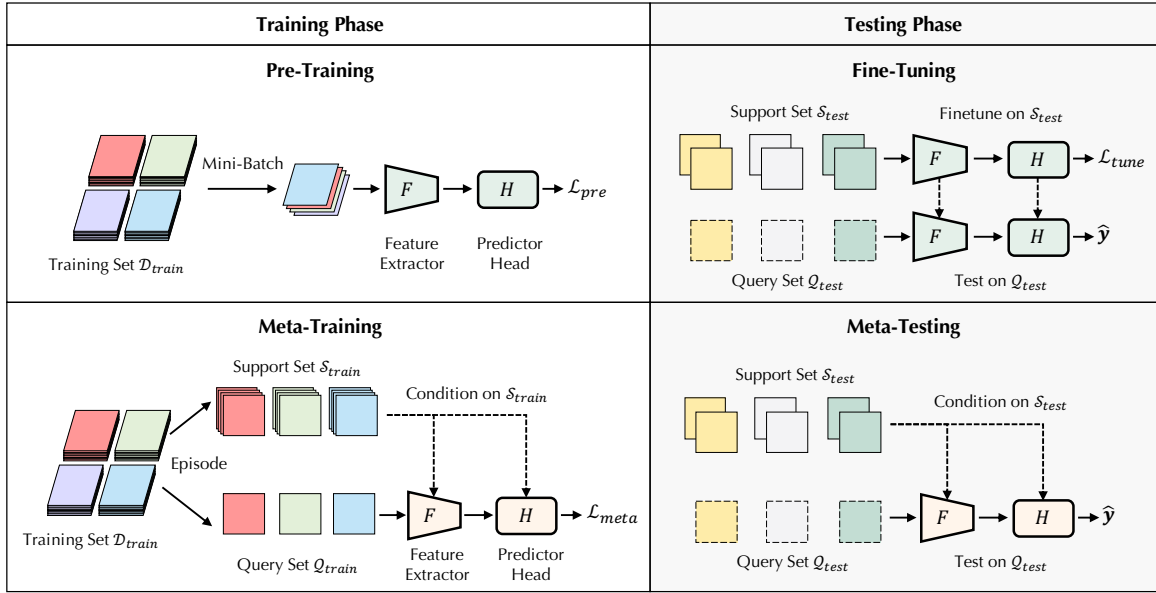 Training Phase
Testing Phase
Pre-Training
Mini-Batch
F
H
ℒ_pre
Feature
Extractor
Predictor
Head
Training Set 𝒟_train
Fine-Tuning
Support Set 𝒮_test
Finetune on 𝒮_test
F
H
ℒ_tune
F
H
ŷ
Query Set 𝒬_test
Test on 𝒬_test
Meta-Training
Support Set 𝒮_train
Condition on 𝒮_train
Episode
F
H
ℒ_meta
Training Set 𝒟_train
Query Set 𝒬_train
Feature
Extractor
Predictor
Head
Meta-Testing
Support Set 𝒮_test
Condition on 𝒮_test
F
H
ŷ
Query Set 𝒬_test
Test on 𝒬_test